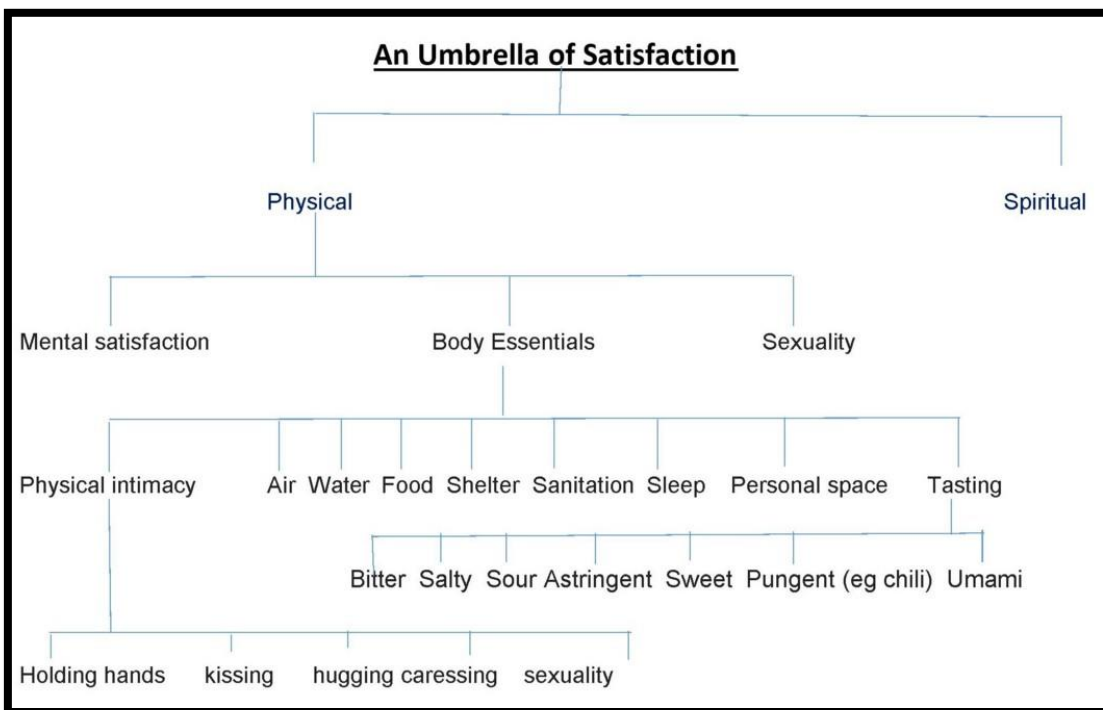 An Umbrella of Satisfaction
Physical Spiritual
Mental satisfaction Body Essentials Sexuality
Physical intimacy Air Water Food Shelter Sanitation Sleep Personal space Tasting
Bitter Salty Sour Astringent Sweet Pungent (eg chili) Umami
Holding hands kissing hugging caressing sexuality